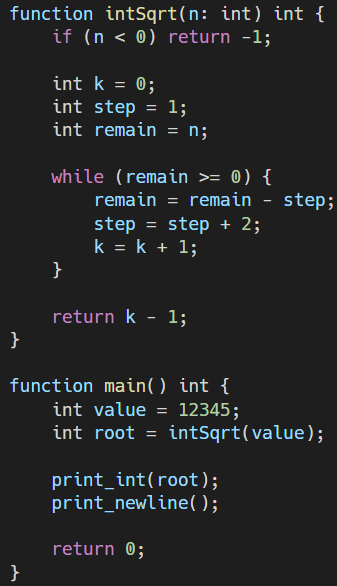 function intSqrt(n: int) int {
    if (n < 0) return -1;

    int k = 0;
    int step = 1;
    int remain = n;

    while (remain >= 0) {
        remain = remain - step;
        step = step + 2;
        k = k + 1;
    }

    return k - 1;
}

function main() int {
    int value = 12345;
    int root = intSqrt(value);

    print_int(root);
    print_newline();

    return 0;
}